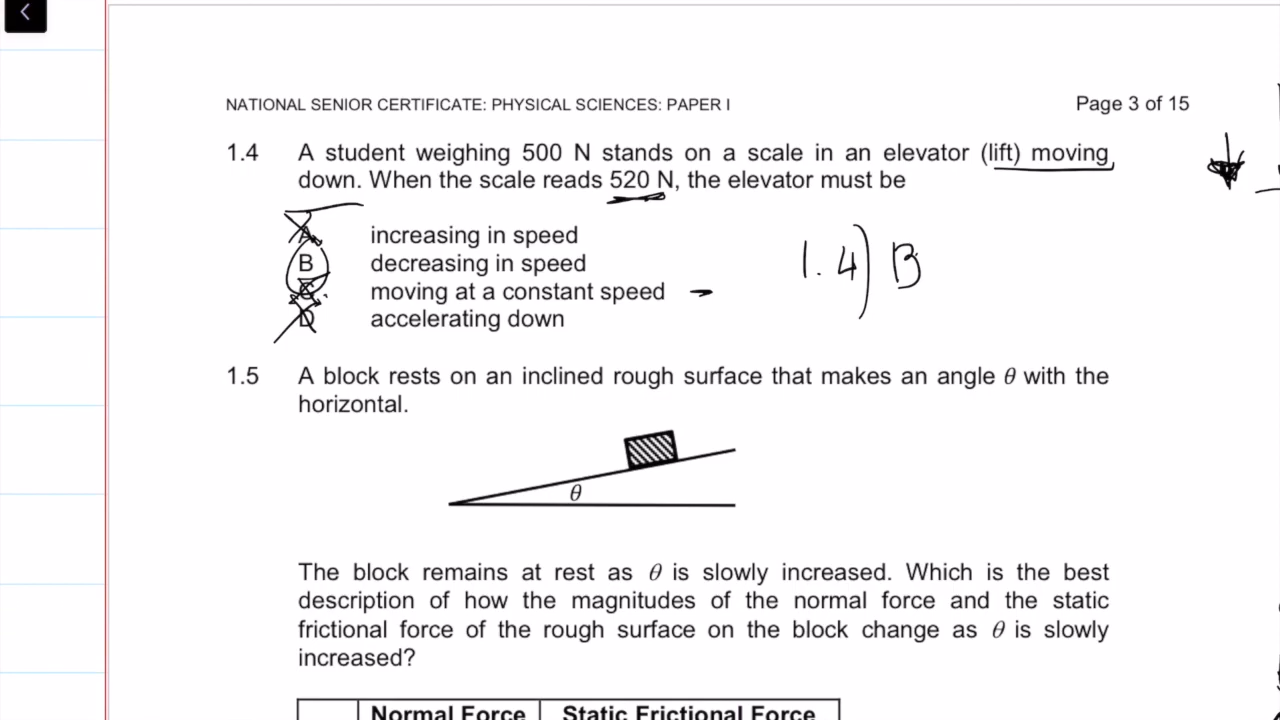 NATIONAL SENIOR CERTIFICATE: PHYSICAL SCIENCES: PAPER I Page 3 of 15
1.4 A student weighing 500 N stands on a scale in an elevator (lift) moving
down. When the scale reads 520 N, the elevator must be
A increasing in speed
B decreasing in speed
C moving at a constant speed
D accelerating down
1.4) B
1.5 A block rests on an inclined rough surface that makes an angle θ with the
horizontal.
θ
The block remains at rest as θ is slowly increased. Which is the best
description of how the magnitudes of the normal force and the static
frictional force of the rough surface on the block change as θ is slowly
increased?
Normal Force Static Frictional Force